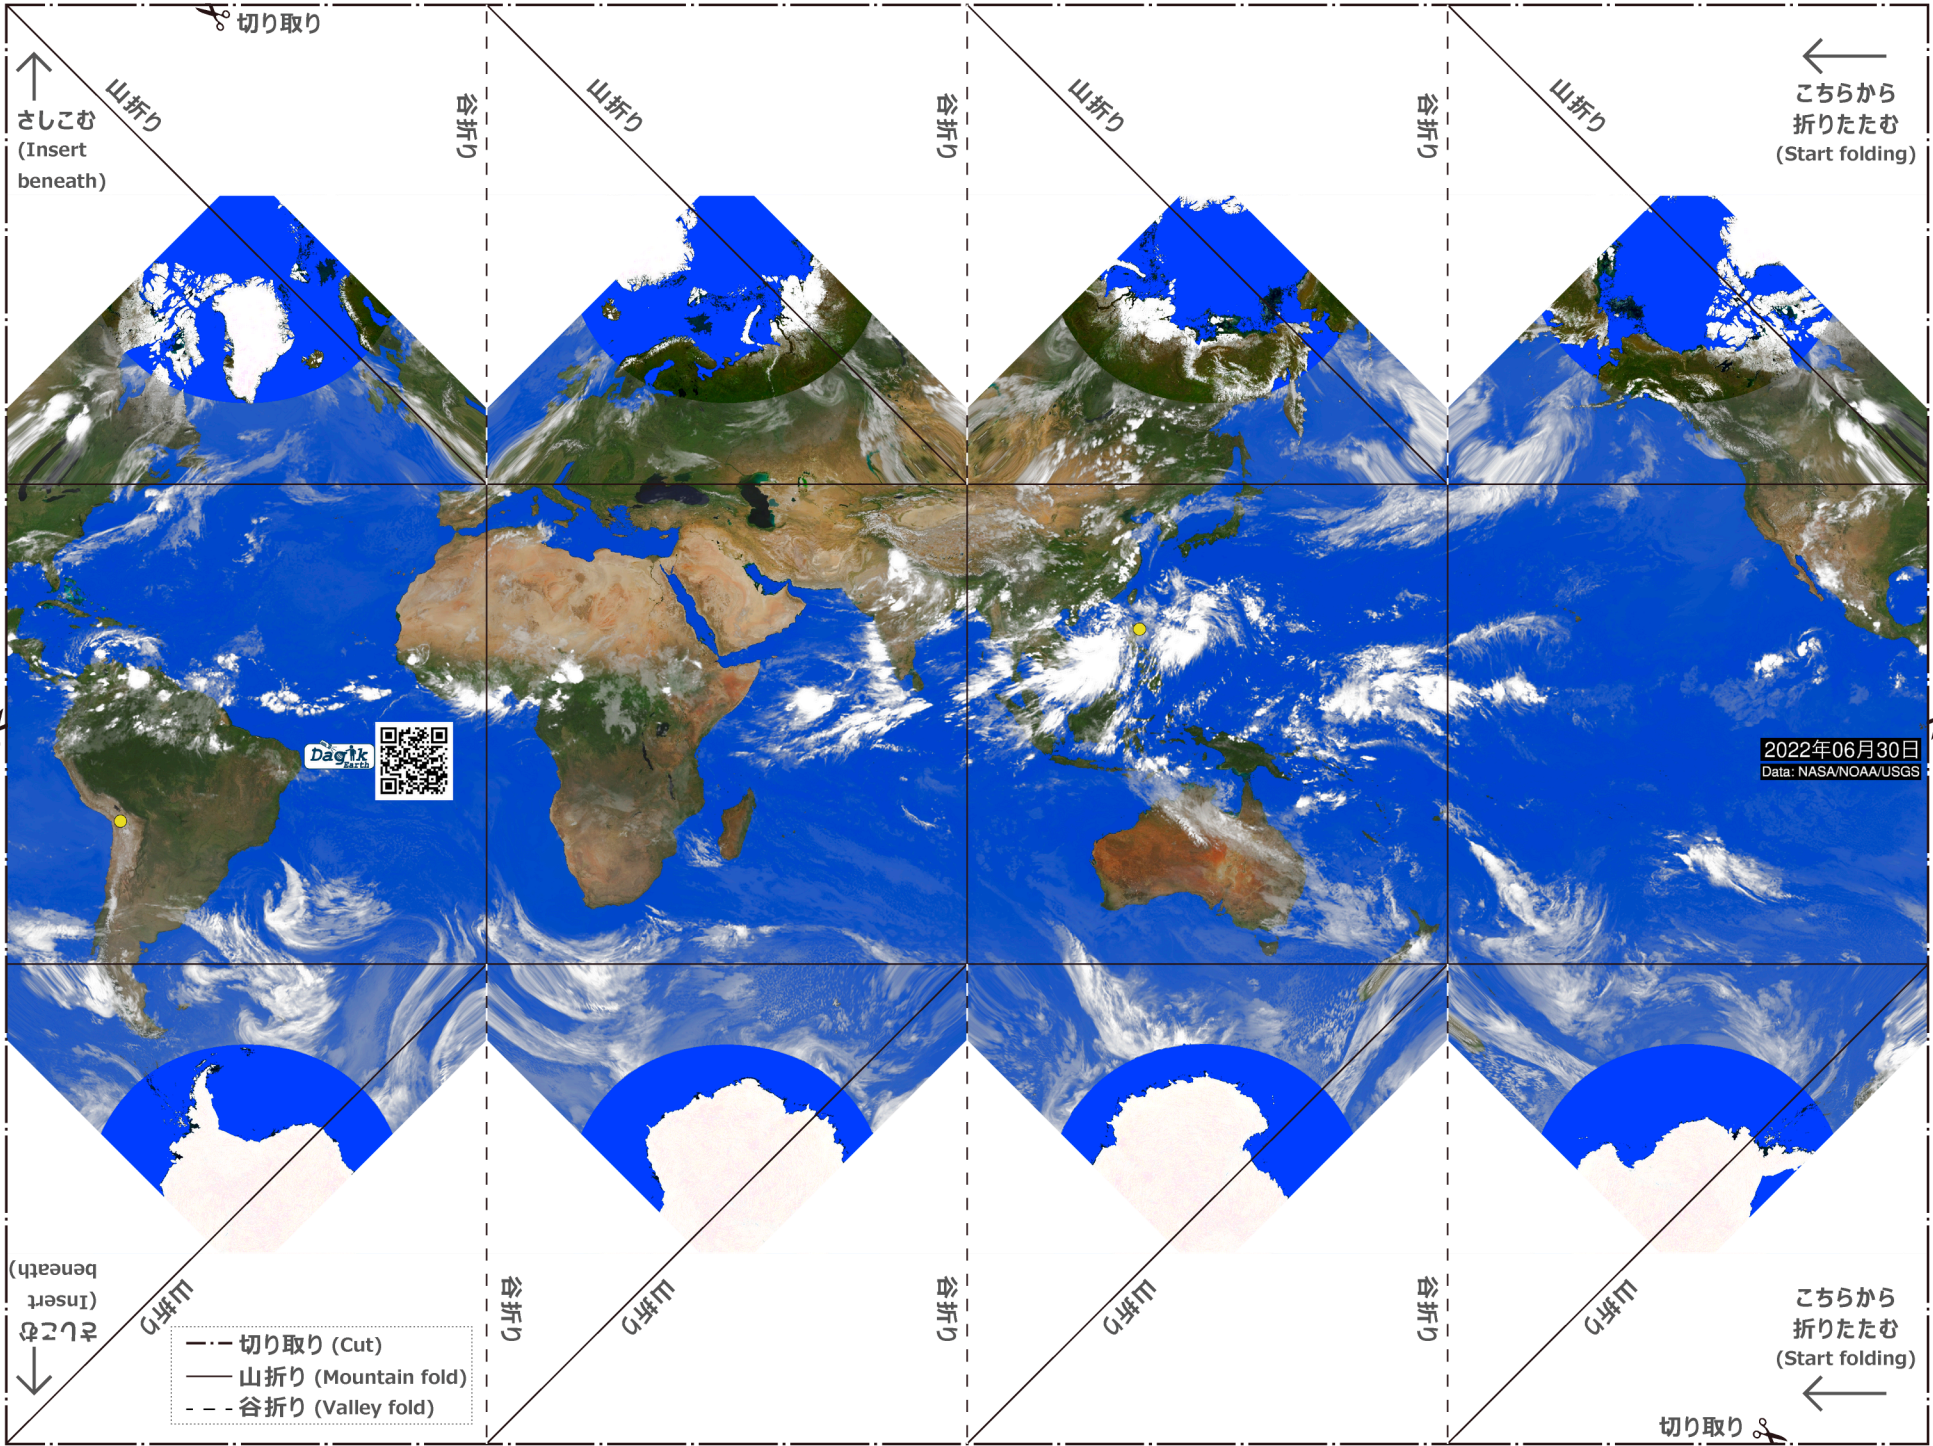 切り取り
さしこむ
(Insert
beneath)
山折り
谷折り
山折り
谷折り
山折り
谷折り
山折り
こちらから
折りたたむ
(Start folding)
Dagik
Earth
2022年06月30日
Data: NASA/NOAA/USGS
さしこむ
(Insert
beneath)
山折り
谷折り
山折り
谷折り
山折り
谷折り
山折り
こちらから
折りたたむ
(Start folding)
切り取り (Cut)
山折り (Mountain fold)
谷折り (Valley fold)
切り取り